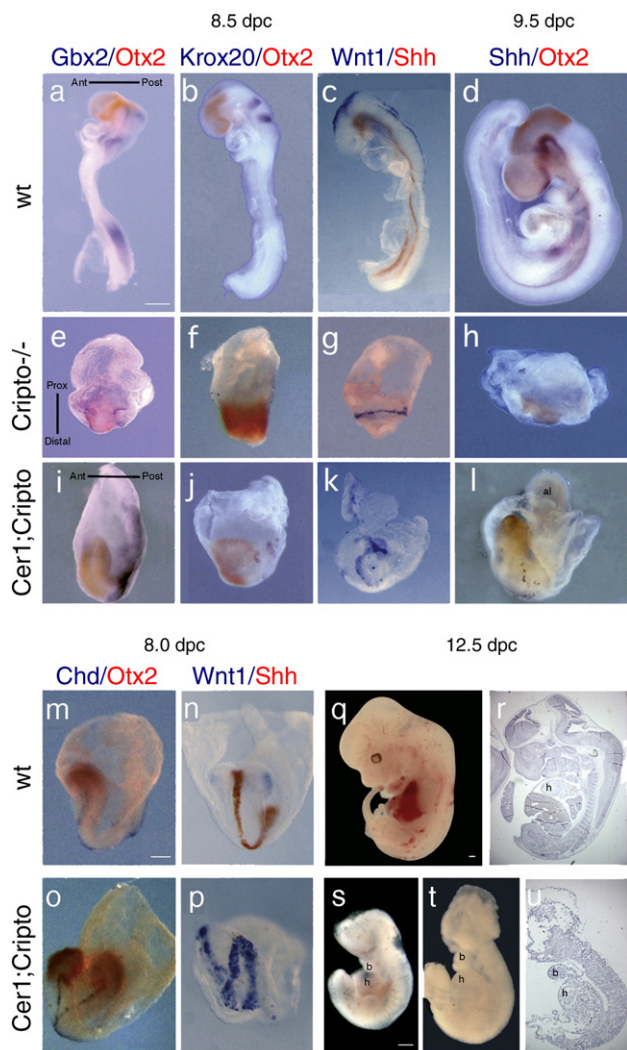 8.5 dpc 9.5 dpc
Gbx2/Otx2 Krox20/Otx2 Wnt1/Shh Shh/Otx2
wt
a Ant Post b c d
Cripto-/-
e Prox Distal f g h
Cer1;Cripto
i Ant Post j k l al
8.0 dpc 12.5 dpc
Chd/Otx2 Wnt1/Shh
wt
m n q r h
Cer1;Cripto
o p s b h t b h u b h